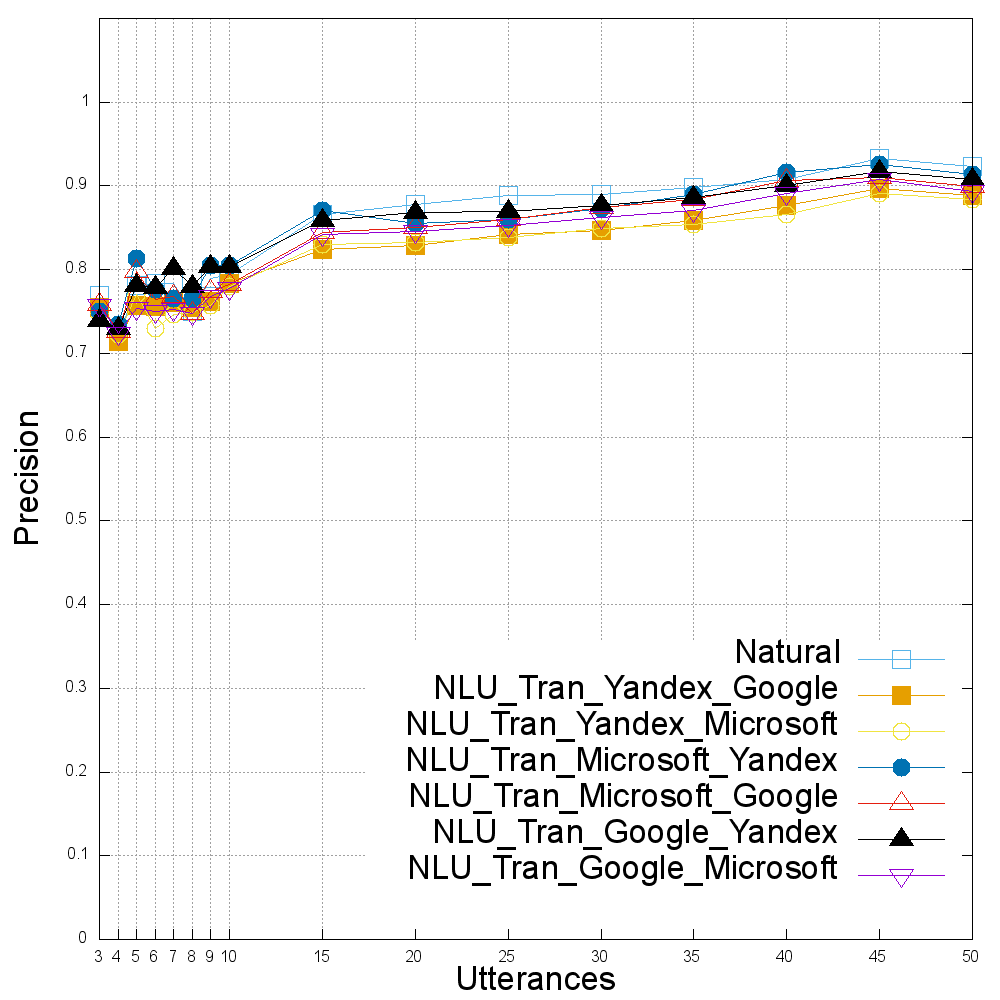 1
0.9
0.8
0.7
0.6
0.5
0.4
0.3
0.2
0.1
0
Precision
Natural
NLU_Tran_Yandex_Google
NLU_Tran_Yandex_Microsoft
NLU_Tran_Microsoft_Yandex
NLU_Tran_Microsoft_Google
NLU_Tran_Google_Yandex
NLU_Tran_Google_Microsoft
3 4 5 6 7 8 9 10 15 20 25 30 35 40 45 50
Utterances